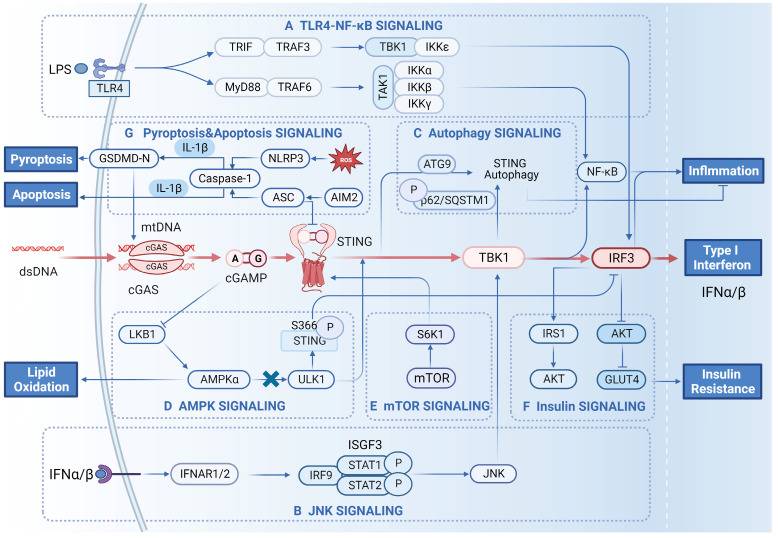 A TLR4-NF-κB SIGNALING
TRIF TRAF3 TBK1 IKKε
LPS
TLR4
MyD88 TRAF6 TAK1 IKKα
IKKβ
IKKγ
G Pyroptosis&Apoptosis SIGNALING
C Autophagy SIGNALING
Pyroptosis GSDMD-N IL-1β NLRP3 ROS
Caspase-1
Apoptosis IL-1β ASC AIM2
ATG9 STING
Autophagy
P
p62/SQSTM1
NF-κB Inflmmation
mtDNA
dsDNA
cGAS
cGAS
cGAS
A G
cGAMP
STING
TBK1 IRF3 Type I
Interferon
IFNα/β
LKB1
S366 P
STING
AMPKα ULK1
Lipid
Oxidation
D AMPK SIGNALING
S6K1
mTOR
E mTOR SIGNALING
IRS1 AKT
AKT GLUT4
F Insulin SIGNALING
Insulin
Resistance
IFNα/β IFNAR1/2
ISGF3
IRF9 STAT1 P
STAT2 P
JNK
B JNK SIGNALING